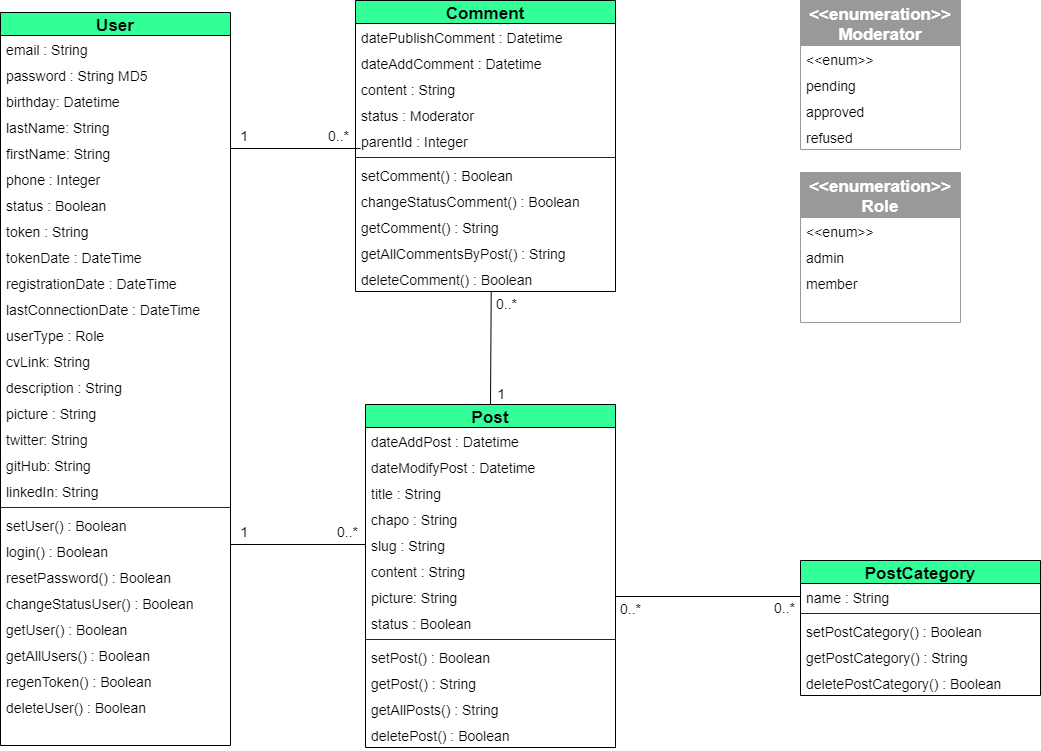 User
email : String
password : String MD5
birthday: Datetime
lastName: String
firstName: String
phone : Integer
status : Boolean
token : String
tokenDate : DateTime
registrationDate : DateTime
lastConnectionDate : DateTime
userType : Role
cvLink: String
description : String
picture : String
twitter: String
gitHub: String
linkedIn: String
setUser() : Boolean
login() : Boolean
resetPassword() : Boolean
changeStatusUser() : Boolean
getUser() : Boolean
getAllUsers() : Boolean
regenToken() : Boolean
deleteUser() : Boolean
1
0..*
1
0..*
Comment
datePublishComment : Datetime
dateAddComment : Datetime
content : String
status : Moderator
parentId : Integer
setComment() : Boolean
changeStatusComment() : Boolean
getComment() : String
getAllCommentsByPost() : String
deleteComment() : Boolean
0..*
1
Post
dateAddPost : Datetime
dateModifyPost : Datetime
title : String
chapo : String
slug : String
content : String
picture: String
status : Boolean
setPost() : Boolean
getPost() : String
getAllPosts() : String
deletePost() : Boolean
0..*
0..*
<<enumeration>>
Moderator
<<enum>>
pending
approved
refused
<<enumeration>>
Role
<<enum>>
admin
member
PostCategory
name : String
setPostCategory() : Boolean
getPostCategory() : String
deletePostCategory() : Boolean